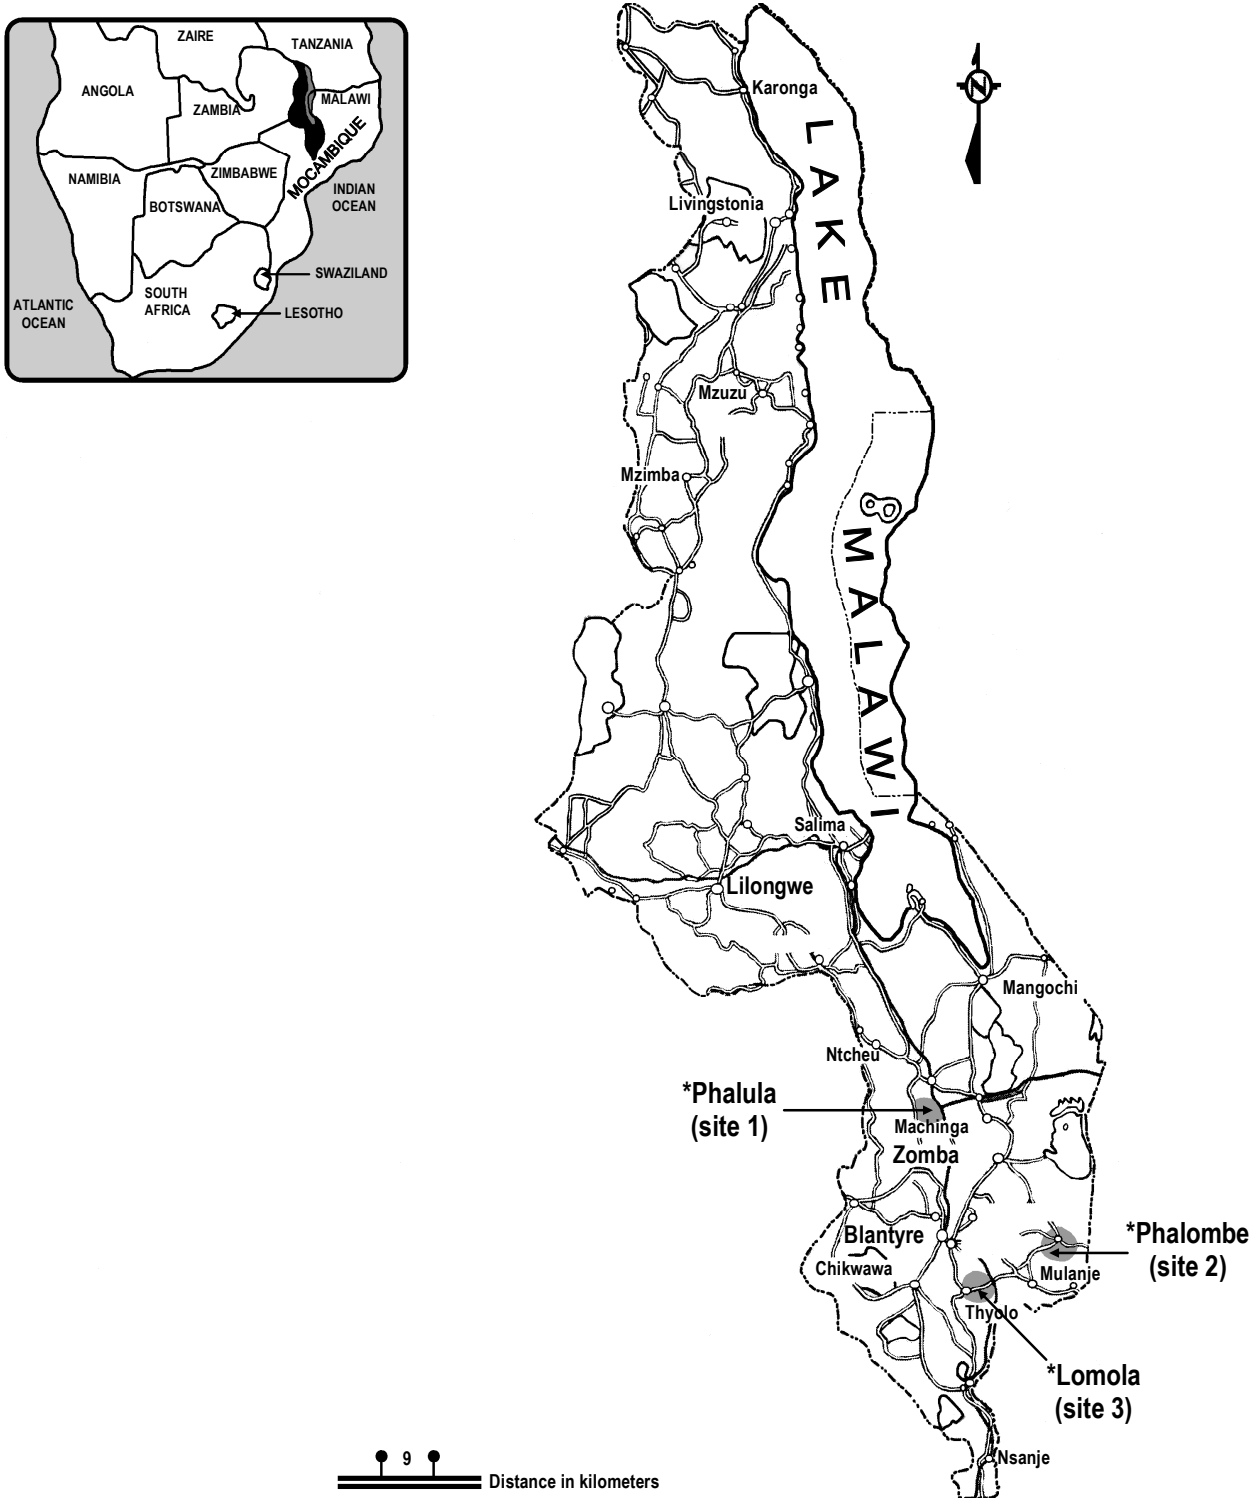 ZAIRE
TANZANIA
ANGOLA
MALAWI
ZAMBIA
MOCAMBIQUE
NAMIBIA
ZIMBABWE
BOTSWANA
INDIAN
OCEAN
SWAZILAND
SOUTH
AFRICA
LESOTHO
ATLANTIC
OCEAN
N
Karonga
LAKE
Livingstonia
Mzuzu
Mzimba
MALAWI
Salima
Lilongwe
Mangochi
Ntcheu
*Phalula
(site 1)
Machinga
Zomba
Blantyre
*Phalombe
(site 2)
Chikwawa
Mulanje
Thyolo
*Lomola
(site 3)
Nsanje
9
Distance in kilometers